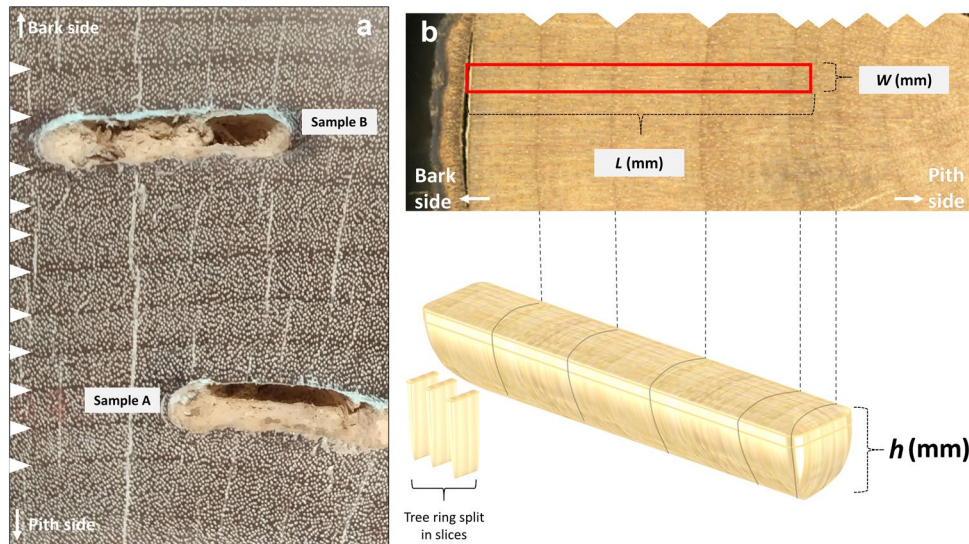 Bark side
a
Sample B
Sample A
Pith side
b
W (mm)
L (mm)
Bark
side
Pith
side
h (mm)
Tree ring split
in slices